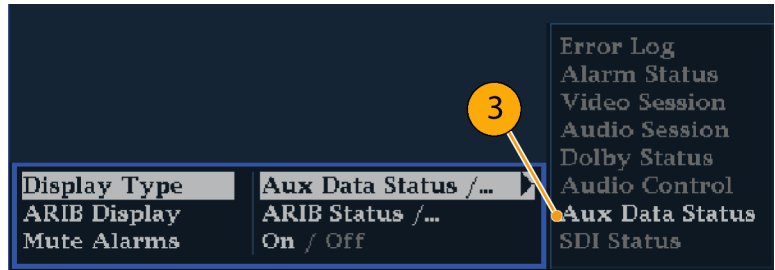 Error Log
Alarm Status
Video Session
3
Audio Session
Dolby Status
Display Type Aux Data Status /... Audio Control
ARIB Display ARIB Status /... Aux Data Status
Mute Alarms On / Off SDI Status